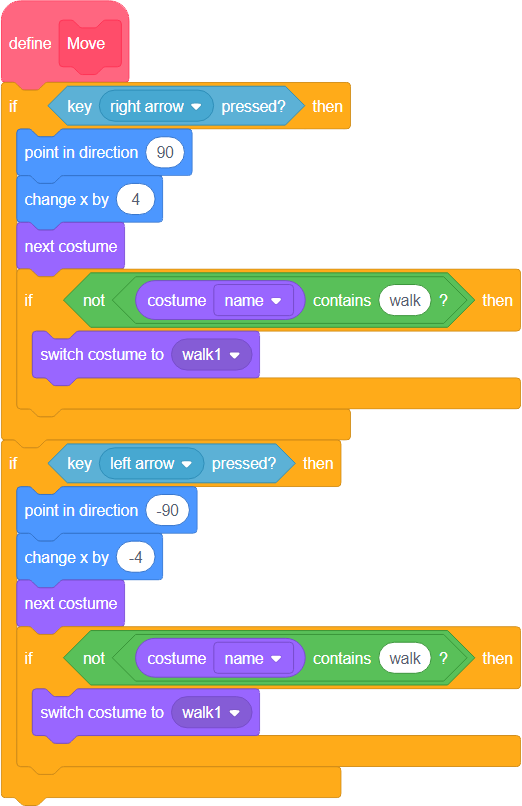 define Move
if key right arrow pressed? then
point in direction 90
change x by 4
next costume
if not costume name contains walk ? then
switch costume to walk1
if key left arrow pressed? then
point in direction -90
change x by -4
next costume
if not costume name contains walk ? then
switch costume to walk1